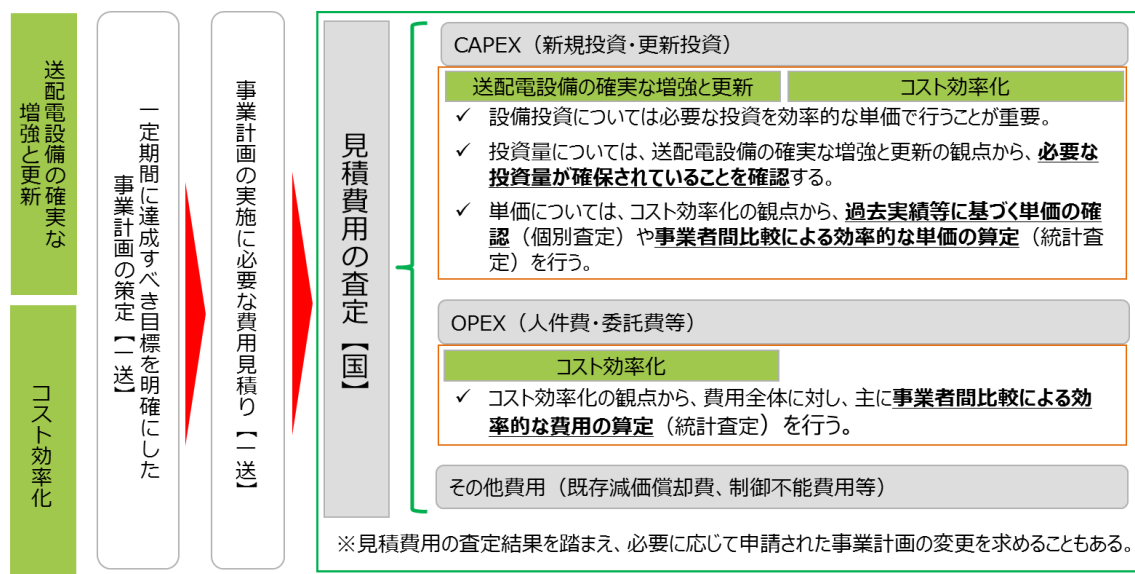 送配電設備の確実な
増強と更新
コスト効率化
一定期間に達成すべき目標を明確にした
事業計画の策定【一送】
事業計画の実施に必要な費用見積り【一送】
見積費用の査定【国】
CAPEX（新規投資・更新投資）
送配電設備の確実な増強と更新
コスト効率化
✓ 設備投資については必要な投資を効率的な単価で行うことが重要。
✓ 投資量については、送配電設備の確実な増強と更新の観点から、必要な
投資量が確保されていることを確認する。
✓ 単価については、コスト効率化の観点から、過去実績等に基づく単価の確
認（個別査定）や事業者間比較による効率的な単価の算定（統計査
定）を行う。
OPEX（人件費・委託費等）
コスト効率化
✓ コスト効率化の観点から、費用全体に対し、主に事業者間比較による効
率的な費用の算定（統計査定）を行う。
その他費用（既存減価償却費、制御不能費用等）
※見積費用の査定結果を踏まえ、必要に応じて申請された事業計画の変更を求めることもある。